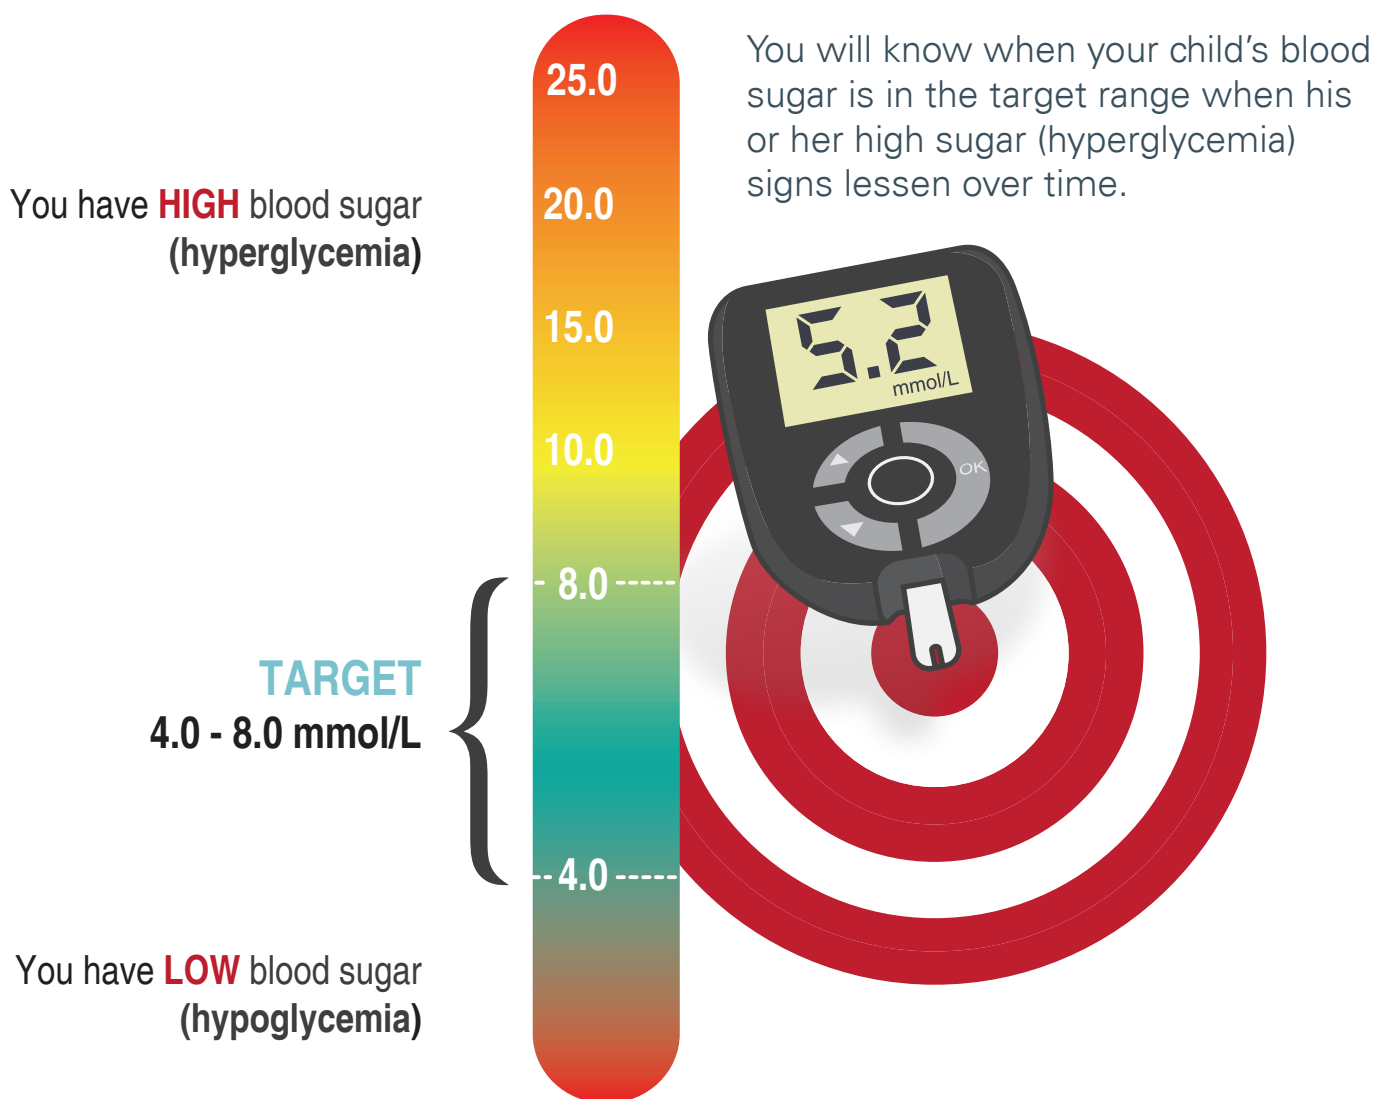 You will know when your child’s blood
sugar is in the target range when his
or her high sugar (hyperglycemia)
signs lessen over time.
25.0
20.0
15.0
10.0
8.0
4.0
You have HIGH blood sugar
(hyperglycemia)
TARGET
4.0 - 8.0 mmol/L
You have LOW blood sugar
(hypoglycemia)
5.2
mmol/L
OK